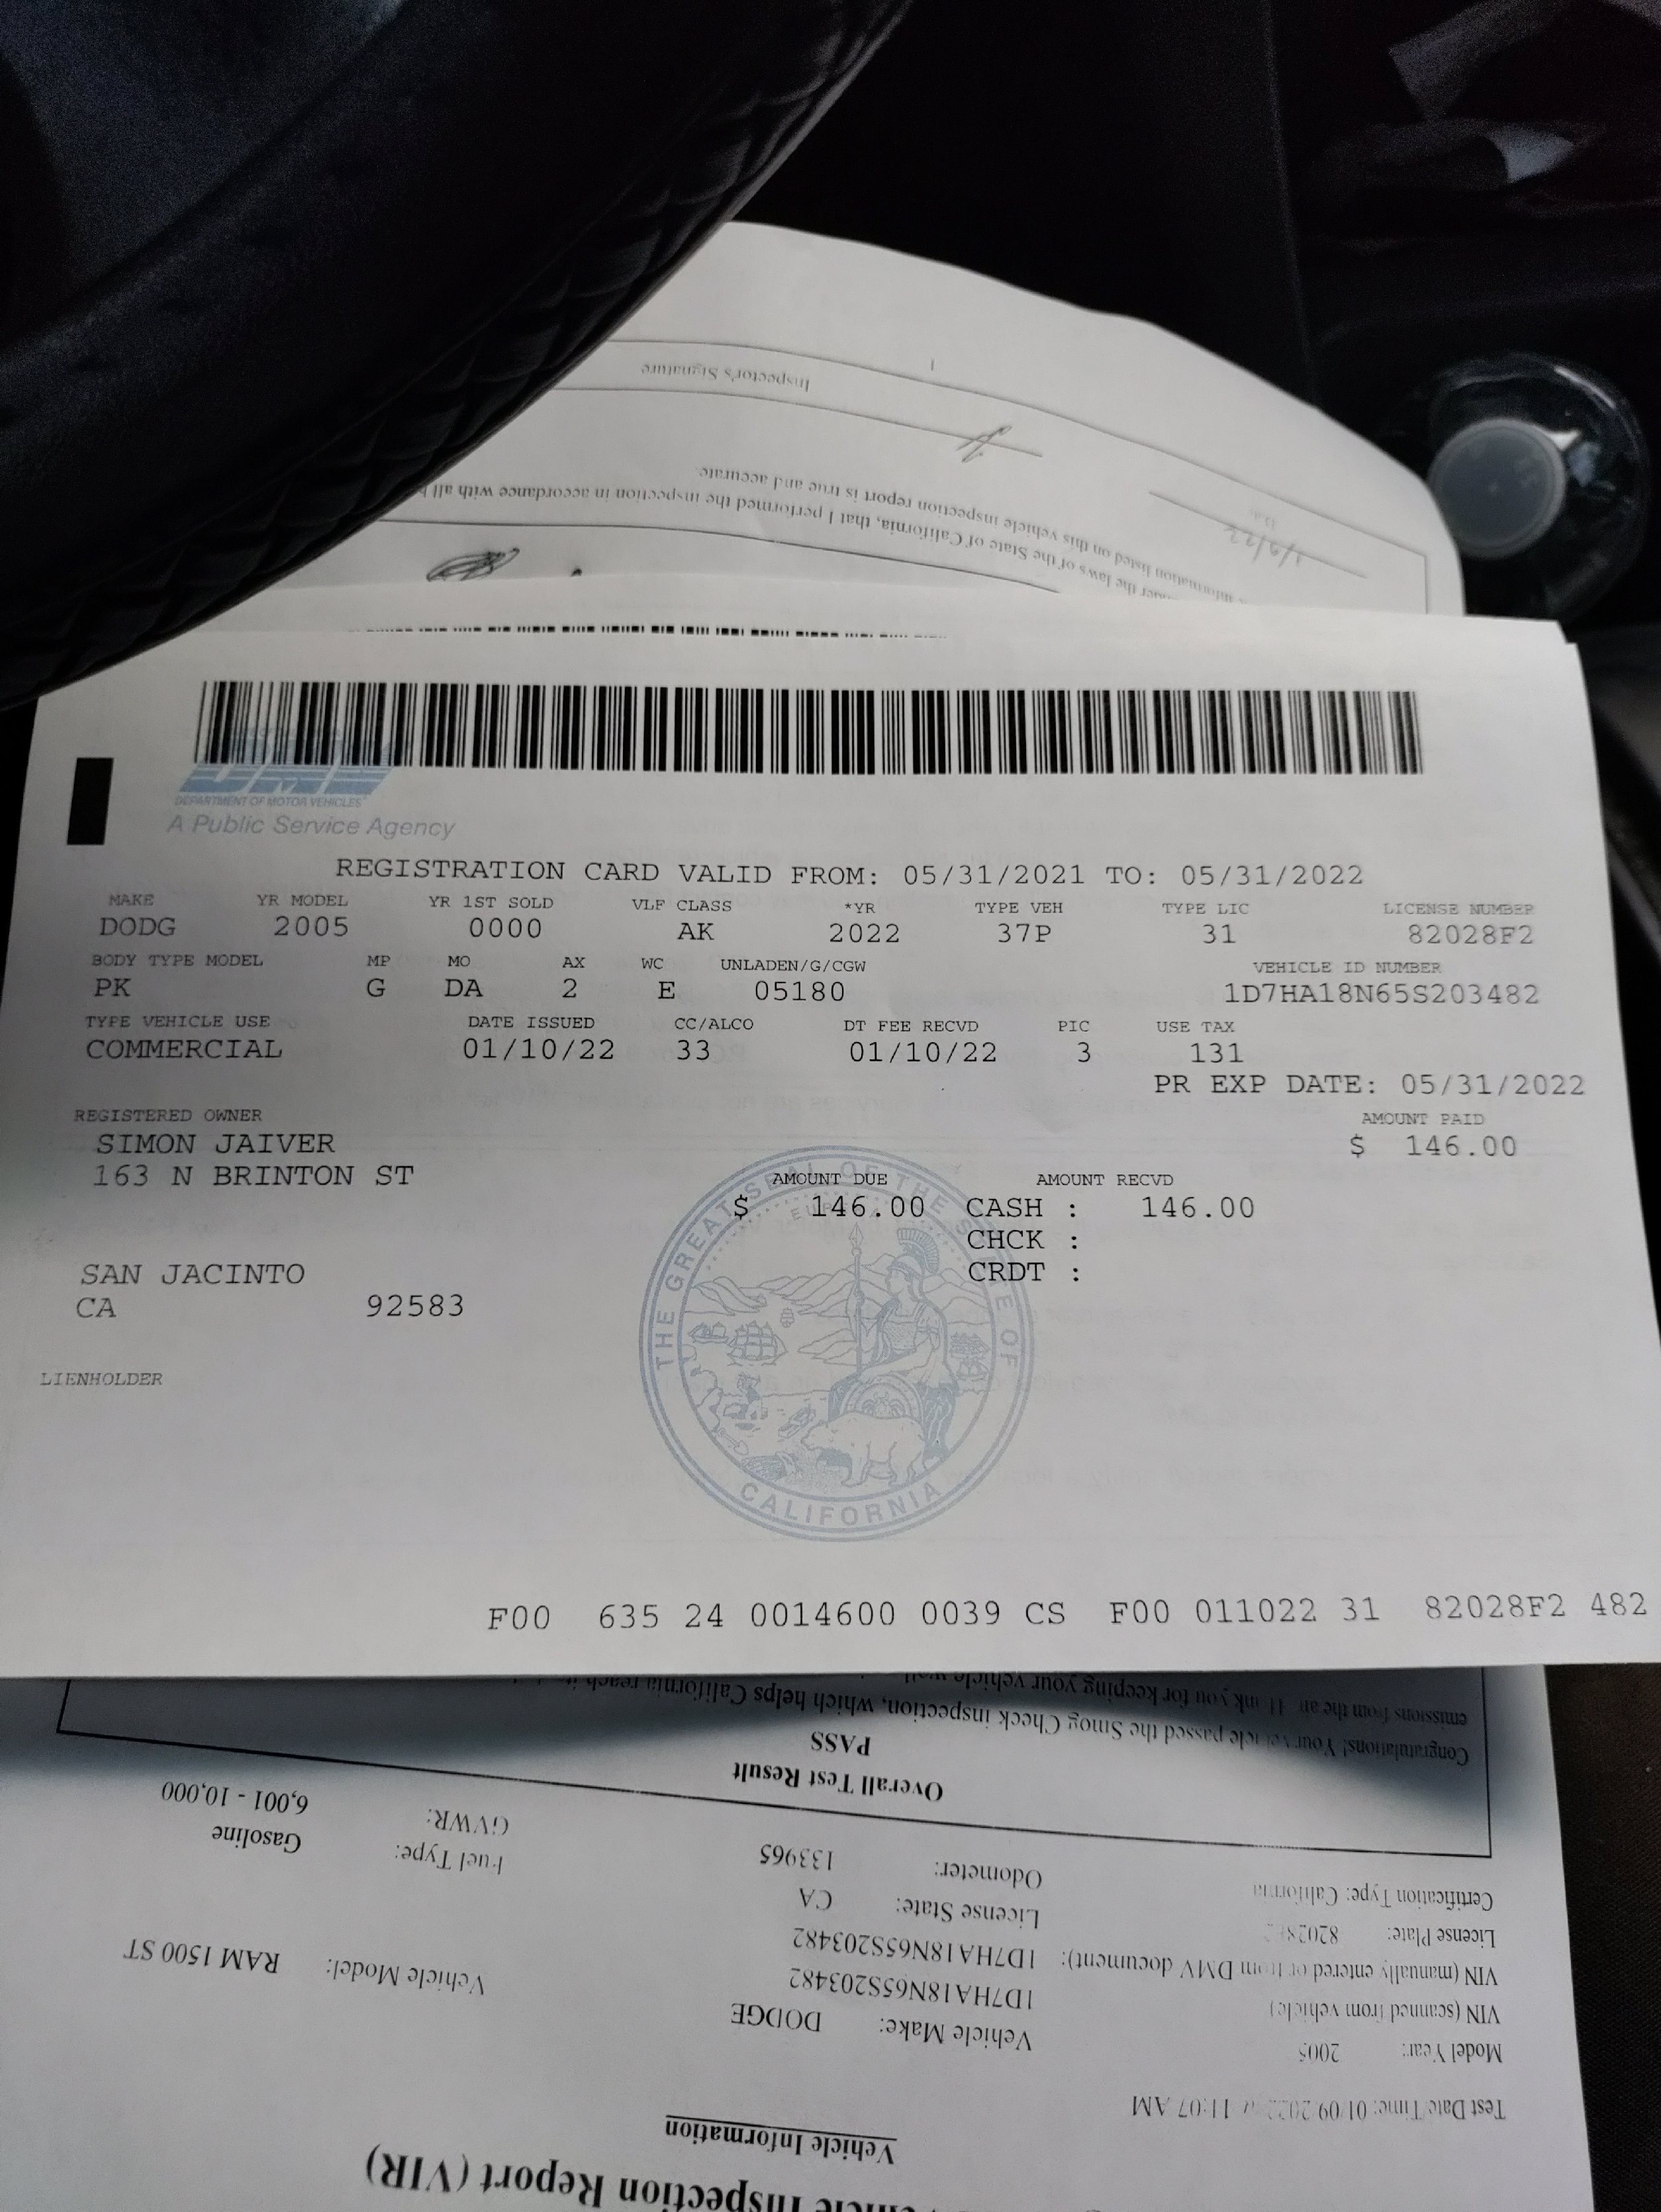 Inspector's Signature
1/9/22
information listed on this vehicle inspection report is true and accurate.
the laws of the State of California, that I performed the inspection in accordance with all
DEPARTMENT OF MOTOR VEHICLES
A Public Service Agency
REGISTRATION CARD VALID FROM: 05/31/2021 TO: 05/31/2022
MAKE YR MODEL YR 1ST SOLD VLF CLASS *YR TYPE VEH TYPE LIC LICENSE NUMBER
DODG 2005 0000 AK 2022 37P 31 82028F2
BODY TYPE MODEL MP MO AX WC UNLADEN/G/CGW VEHICLE ID NUMBER
PK G DA 2 E 05180 1D7HA18N65S203482
TYPE VEHICLE USE DATE ISSUED CC/ALCO DT FEE RECVD PIC USE TAX
COMMERCIAL 01/10/22 33 01/10/22 3 131
PR EXP DATE: 05/31/2022
REGISTERED OWNER AMOUNT PAID
SIMON JAIVER $ 146.00
163 N BRINTON ST
AMOUNT DUE AMOUNT RECVD
$ 146.00 CASH : 146.00
CHCK :
CRDT :
SAN JACINTO
CA 92583
LIENHOLDER
THE GREAT SEAL OF THE STATE OF CALIFORNIA
F00 635 24 0014600 0039 CS F00 011022 31 82028F2 482
Inspection Report (VIR)
Vehicle Information
Test Date/Time: 01/09/2022 @ 11:07 AM
Model Year: 2005 Vehicle Make: DODGE Vehicle Model: RAM 1500 ST
VIN (scanned from vehicle) 1D7HA18N65S203482
VIN (manually entered or from DMV document): 1D7HA18N65S203482
License Plate: 82028 License State: CA Fuel Type: Gasoline
Certification Type: California Odometer: 133965 GVWR: 6,001 - 10,000
Overall Test Result
PASS
Congratulations! Your vehicle passed the Smog Check inspection, which helps California reach
emissions from the air. Thank you for keeping your vehicle well